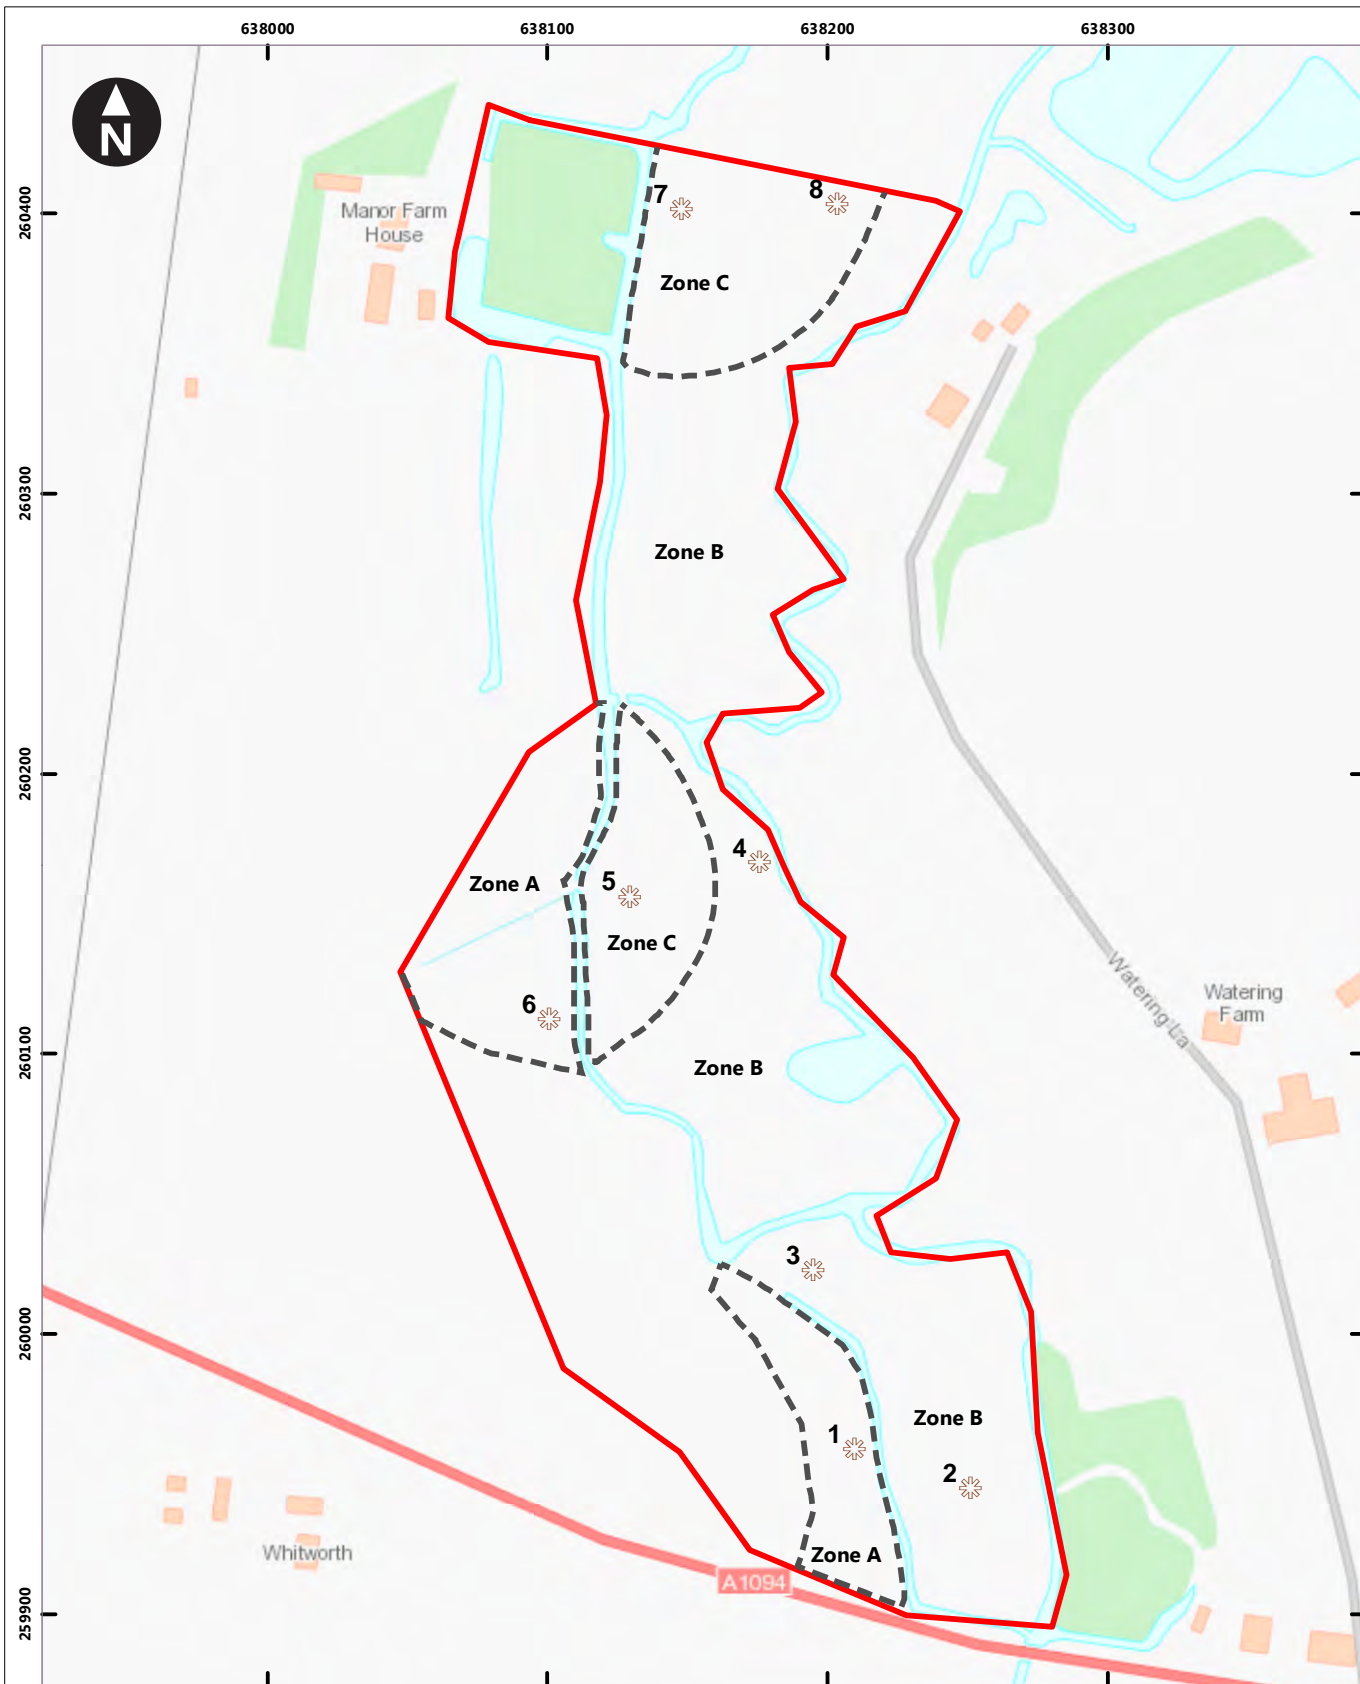 638000
638100
638200
638300
N
260400
260300
260200
260100
260000
259900
Manor Farm
House
7
8
Zone C
Zone B
4
Zone A
5
Zone C
6
Zone B
Watering La
Watering
Farm
3
Zone B
1
2
Zone A
Whitworth
A1094